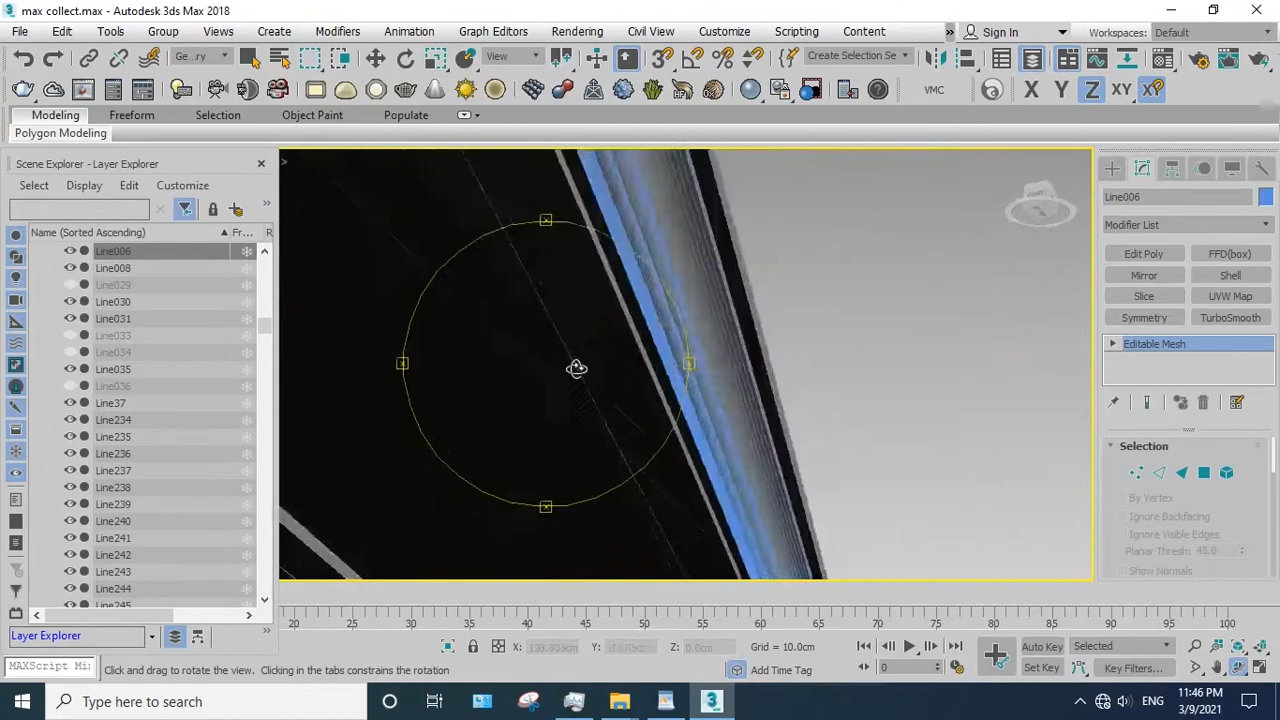 max collect.max - Autodesk 3ds Max 2018
File Edit Tools Group Views Create Modifiers Animation Graph Editors Rendering Civil View Customize Scripting Content » Sign In Workspaces: Default
Ge...ry View Create Selection Se
VMC X Y Z XY XP
Modeling Freeform Selection Object Paint Populate
Polygon Modeling
Scene Explorer - Layer Explorer
Select Display Edit Customize
Name (Sorted Ascending) Fr... R
Line006
Line008
Line029
Line030
Line031
Line033
Line034
Line035
Line036
Line37
Line234
Line235
Line236
Line237
Line238
Line239
Line240
Line241
Line242
Line243
Line244
Line245
Layer Explorer
Line006
Modifier List
Edit Poly FFD(box)
Mirror Shell
Slice UVW Map
Symmetry TurboSmooth
Editable Mesh
Selection
By Vertex
Ignore Backfacing
Ignore Visible Edges
Planar Thresh: 45.0
Show Normals
20 25 30 35 40 45 50 55 60 65 70 75 80 85 90 95 100
X: Y: Z: 0.0cm Grid = 10.0cm Auto Key Selected
MAXScript Mi Click and drag to rotate the view. Clicking in the tabs constrains the rotation Add Time Tag 0 Set Key Key Filters...
Type here to search
ENG
11:46 PM
3/9/2021